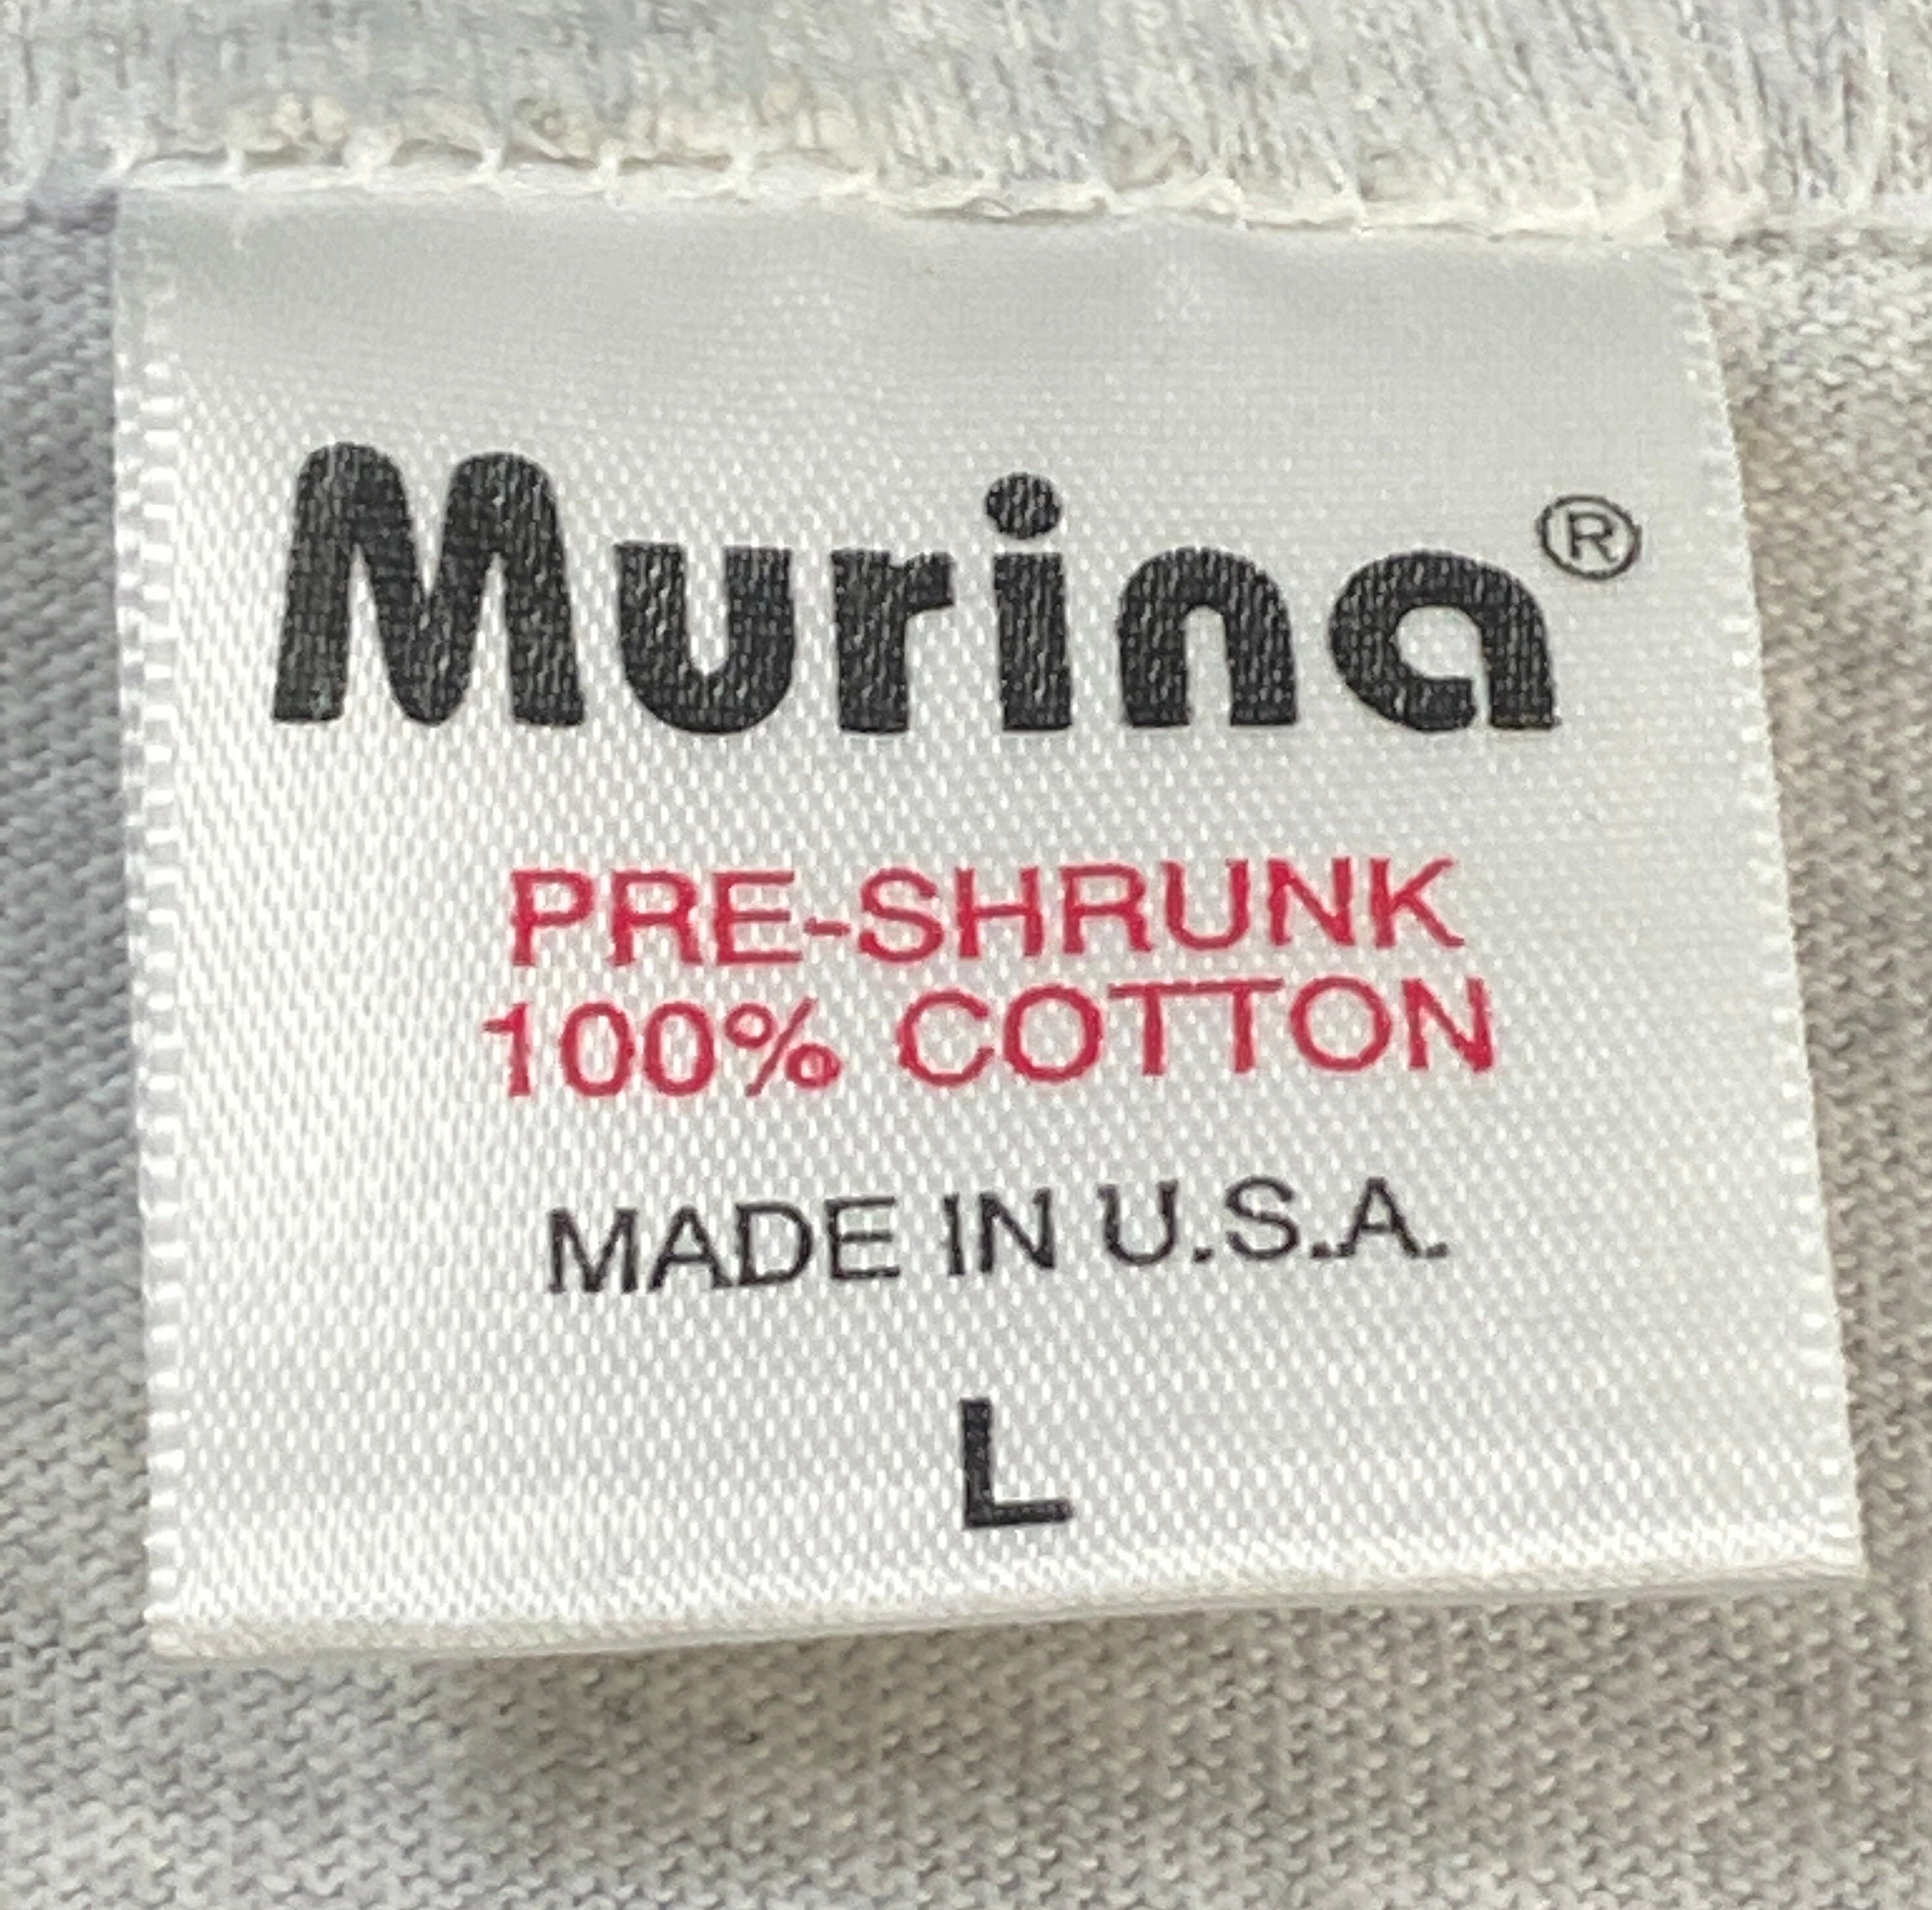 Murina®
PRE-SHRUNK
100% COTTON
MADE IN U.S.A.
L